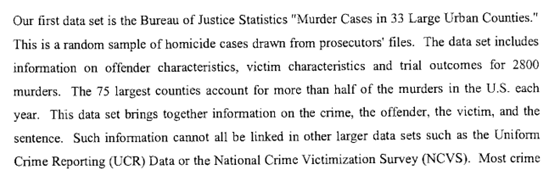 Our first data set is the Bureau of Justice Statistics "Murder Cases in 33 Large Urban Counties."
This is a random sample of homicide cases drawn from prosecutors' files. The data set includes
information on offender characteristics, victim characteristics and trial outcomes for 2800
murders. The 75 largest counties account for more than half of the murders in the U.S. each
year. This data set brings together information on the crime, the offender, the victim, and the
sentence. Such information cannot all be linked in other larger data sets such as the Uniform
Crime Reporting (UCR) Data or the National Crime Victimization Survey (NCVS). Most crime